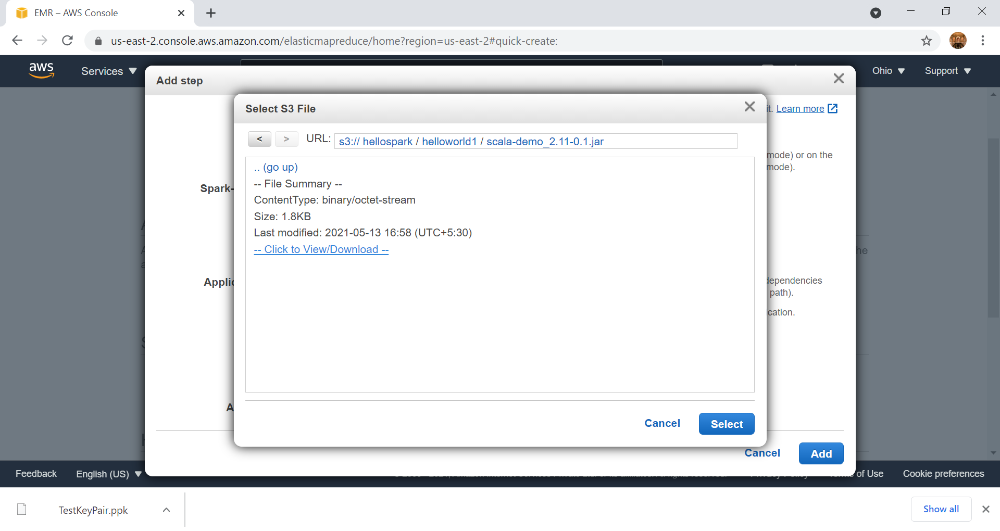 EMR – AWS Console
us-east-2.console.aws.amazon.com/elasticmapreduce/home?region=us-east-2#quick-create:
aws
Services
Ohio
Support
Add step
Select S3 File
it. Learn more
< > URL: s3:// hellospark / helloworld1 / scala-demo_2.11-0.1.jar
.. (go up)
mode) or on the
mode).
-- File Summary --
Spark-
ContentType: binary/octet-stream
Size: 1.8KB
Last modified: 2021-05-13 16:58 (UTC+5:30)
-- Click to View/Download --
he
Applic
dependencies
path).
ication.
A
Cancel
Select
Cancel
Add
Feedback
English (US)
of Use
Cookie preferences
TestKeyPair.ppk
Show all